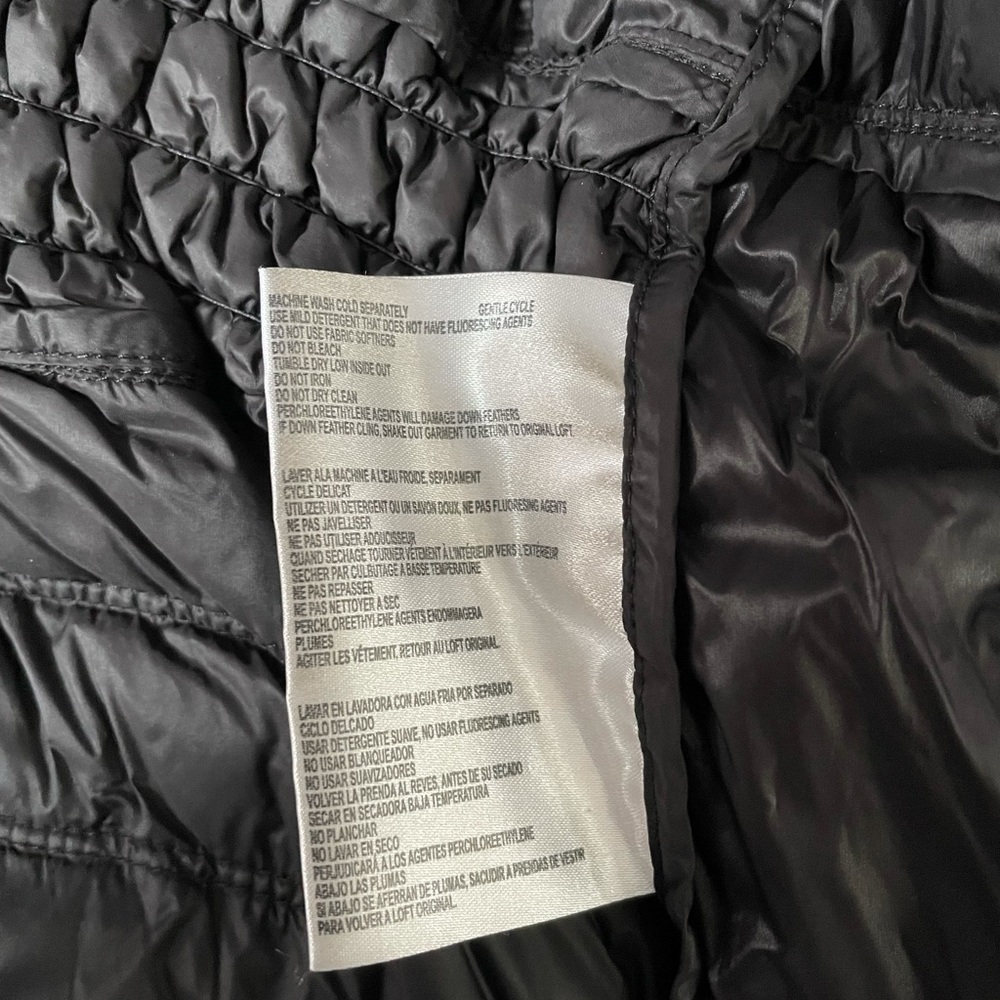 MACHINE WASH COLD SEPARATELY GENTLE CYCLE
USE MILD DETERGENT THAT DOES NOT HAVE FLUORESCING AGENTS
DO NOT USE FABRIC SOFTNERS
DO NOT BLEACH
TUMBLE DRY LOW INSIDE OUT
DO NOT IRON
DO NOT DRY CLEAN
PERCHLOREETHYLENE AGENTS WILL DAMAGE DOWN FEATHERS
IF DOWN FEATHER CLING, SHAKE OUT GARMENT TO RETURN TO ORIGINAL LOFT.
LAVER A LA MACHINE A L'EAU FROIDE, SEPARAMENT
CYCLE DELICAT
UTILIZER UN DETERGENT OU UN SAVON DOUX, NE PAS FLUORESING AGENTS
NE PAS JAVELLISER
NE PAS UTILISER ADOUCISSEUR
QUAND SECHAGE TOURNER VÊTEMENT À L'INTÉRIEUR VERS L'EXTÉRIEUR
SECHER PAR CULBUTAGE A BASSE TEMPERATURE
NE PAS REPASSER
NE PAS NETTOYER A SEC
PERCHLOREETHYLENE AGENTS ENDOMMAGERA
PLUMES
AGITER LES VÊTEMENT, RETOUR AU LOFT ORIGINAL.
LAVAR EN LAVADORA CON AGUA FRIA POR SEPARADO
CICLO DELCADO
USAR DETERGENTE SUAVE, NO USAR FLUORESCING AGENTS
NO USAR BLANQUEADOR
NO USAR SUAVIZADORES
VOLVER LA PRENDA AL REVES, ANTES DE SU SECADO
SECAR EN SECADORA BAJA TEMPERATURA
NO PLANCHAR
NO LAVAR EN SECO
PERJUDICARÁ A LOS AGENTES PERCHLOREETHYLENE
ABAJO LAS PLUMAS
SI ABAJO SE AFERRAN DE PLUMAS, SACUDIR A PRENDAS DE VESTIR
PARA VOLVER A LOFT ORIGINAL.